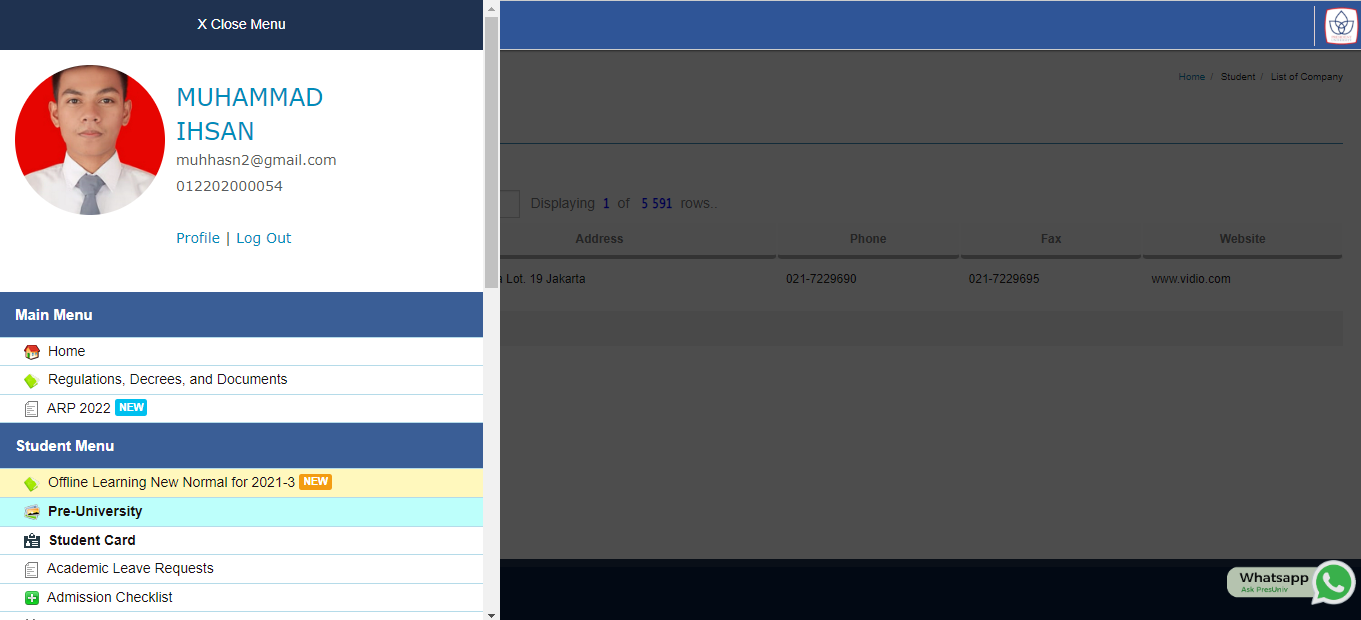 X Close Menu
MUHAMMAD
IHSAN
muhhasn2@gmail.com
012202000054
Profile | Log Out
Main Menu
Home
Regulations, Decrees, and Documents
ARP 2022 NEW
Student Menu
Offline Learning New Normal for 2021-3 NEW
Pre-University
Student Card
Academic Leave Requests
Admission Checklist
Home / Student / List of Company
Displaying 1 of 5 591 rows..
Address Phone Fax Website
Lot. 19 Jakarta 021-7229690 021-7229695 www.vidio.com
Whatsapp
Ask PresUniv